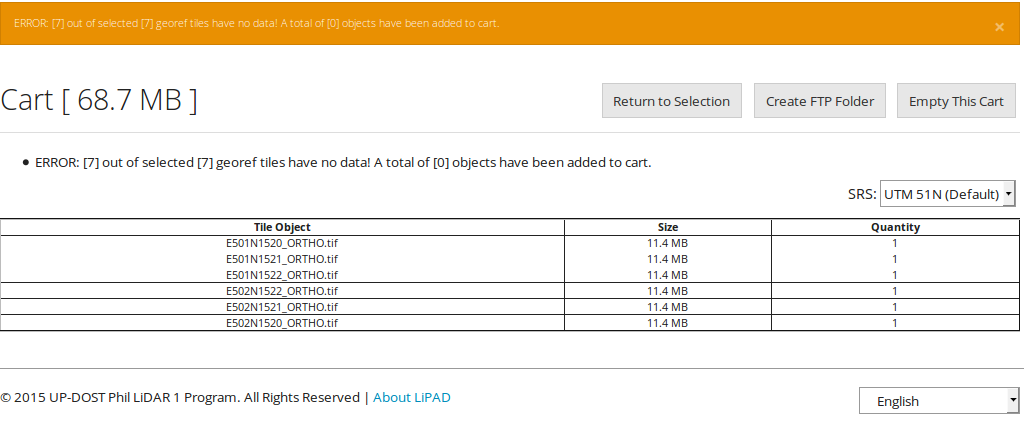 ERROR: [7] out of selected [7] georef tiles have no data! A total of [0] objects have been added to cart.
×
Cart [ 68.7 MB ]
Return to Selection Create FTP Folder Empty This Cart
• ERROR: [7] out of selected [7] georef tiles have no data! A total of [0] objects have been added to cart.
SRS: UTM 51N (Default)
Tile Object Size Quantity
E501N1520_ORTHO.tif 11.4 MB 1
E501N1521_ORTHO.tif 11.4 MB 1
E501N1522_ORTHO.tif 11.4 MB 1
E502N1522_ORTHO.tif 11.4 MB 1
E502N1521_ORTHO.tif 11.4 MB 1
E502N1520_ORTHO.tif 11.4 MB 1
© 2015 UP-DOST Phil LiDAR 1 Program. All Rights Reserved | About LiPAD
English